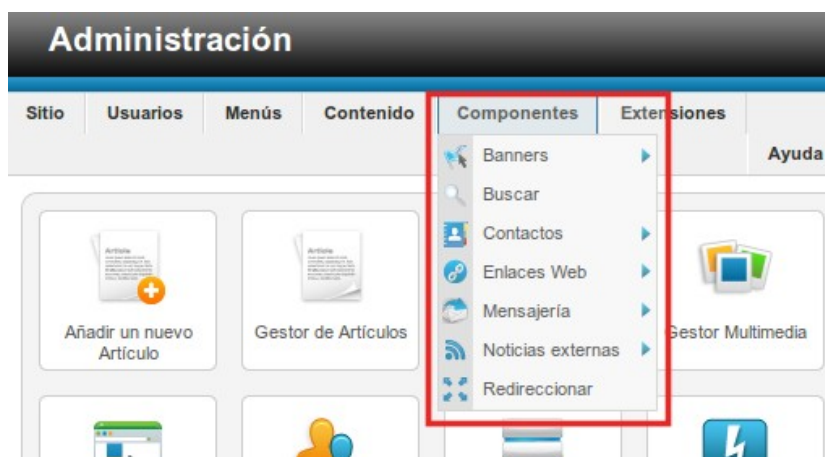 Administración
Sitio Usuarios Menús Contenido Componentes Extensiones
Ayuda
Banners
Buscar
Contactos
Enlaces Web
Mensajería
Noticias externas
Redireccionar
Añadir un nuevo
Artículo
Gestor de Artículos
Gestor Multimedia